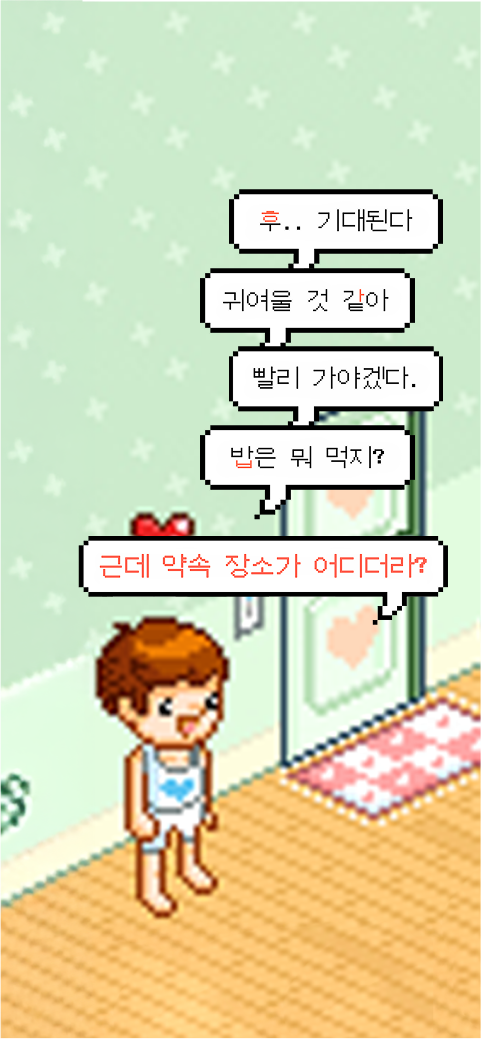 후.. 기대된다
귀여울 것 같아
빨리 가야겠다.
밥은 뭐 먹지?
근데 약속 장소가 어디더라?